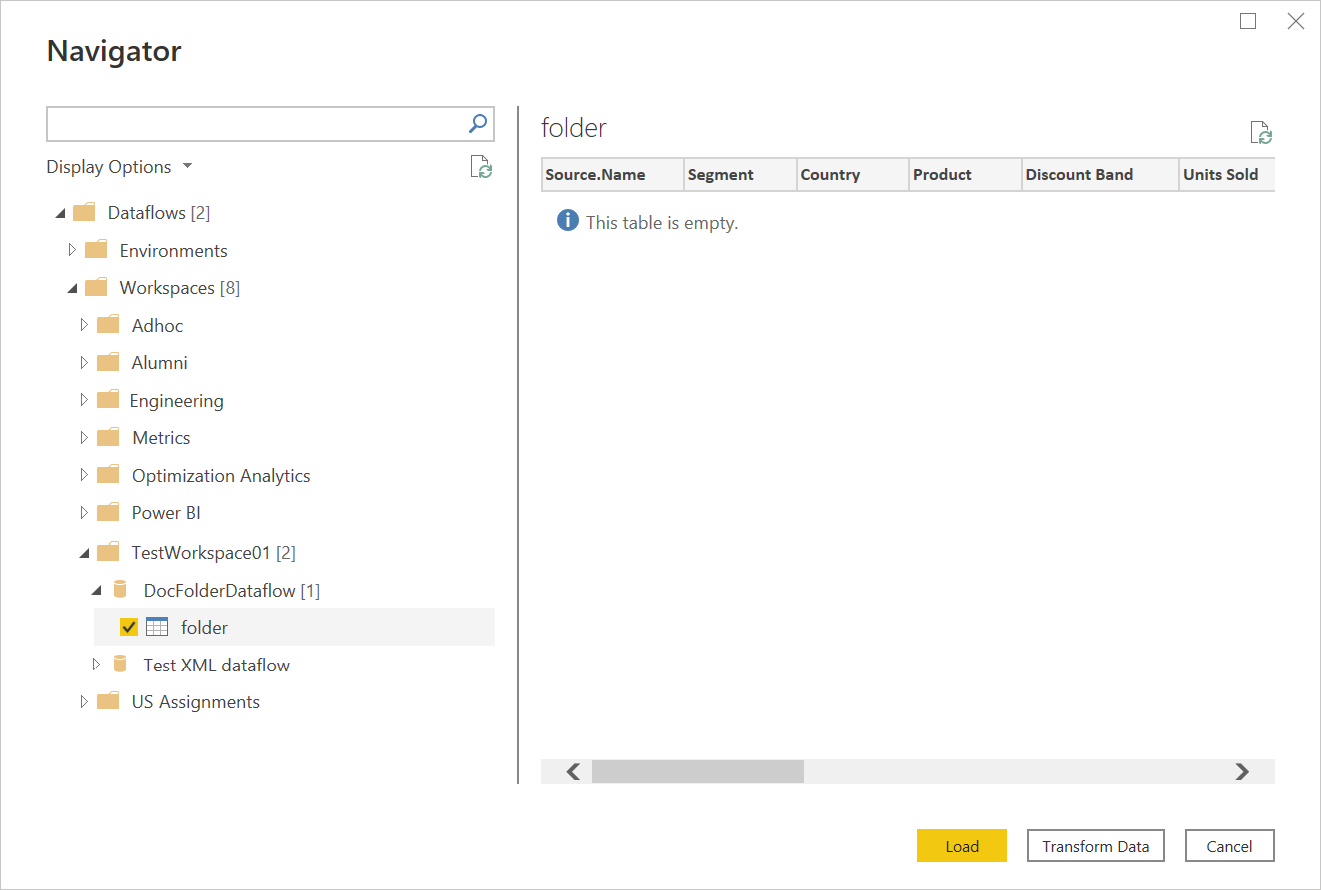 Navigator
Display Options
Dataflows [2]
Environments
Workspaces [8]
Adhoc
Alumni
Engineering
Metrics
Optimization Analytics
Power BI
TestWorkspace01 [2]
DocFolderDataflow [1]
folder
Test XML dataflow
US Assignments
folder
Source.Name Segment Country Product Discount Band Units Sold
This table is empty.
Load Transform Data Cancel